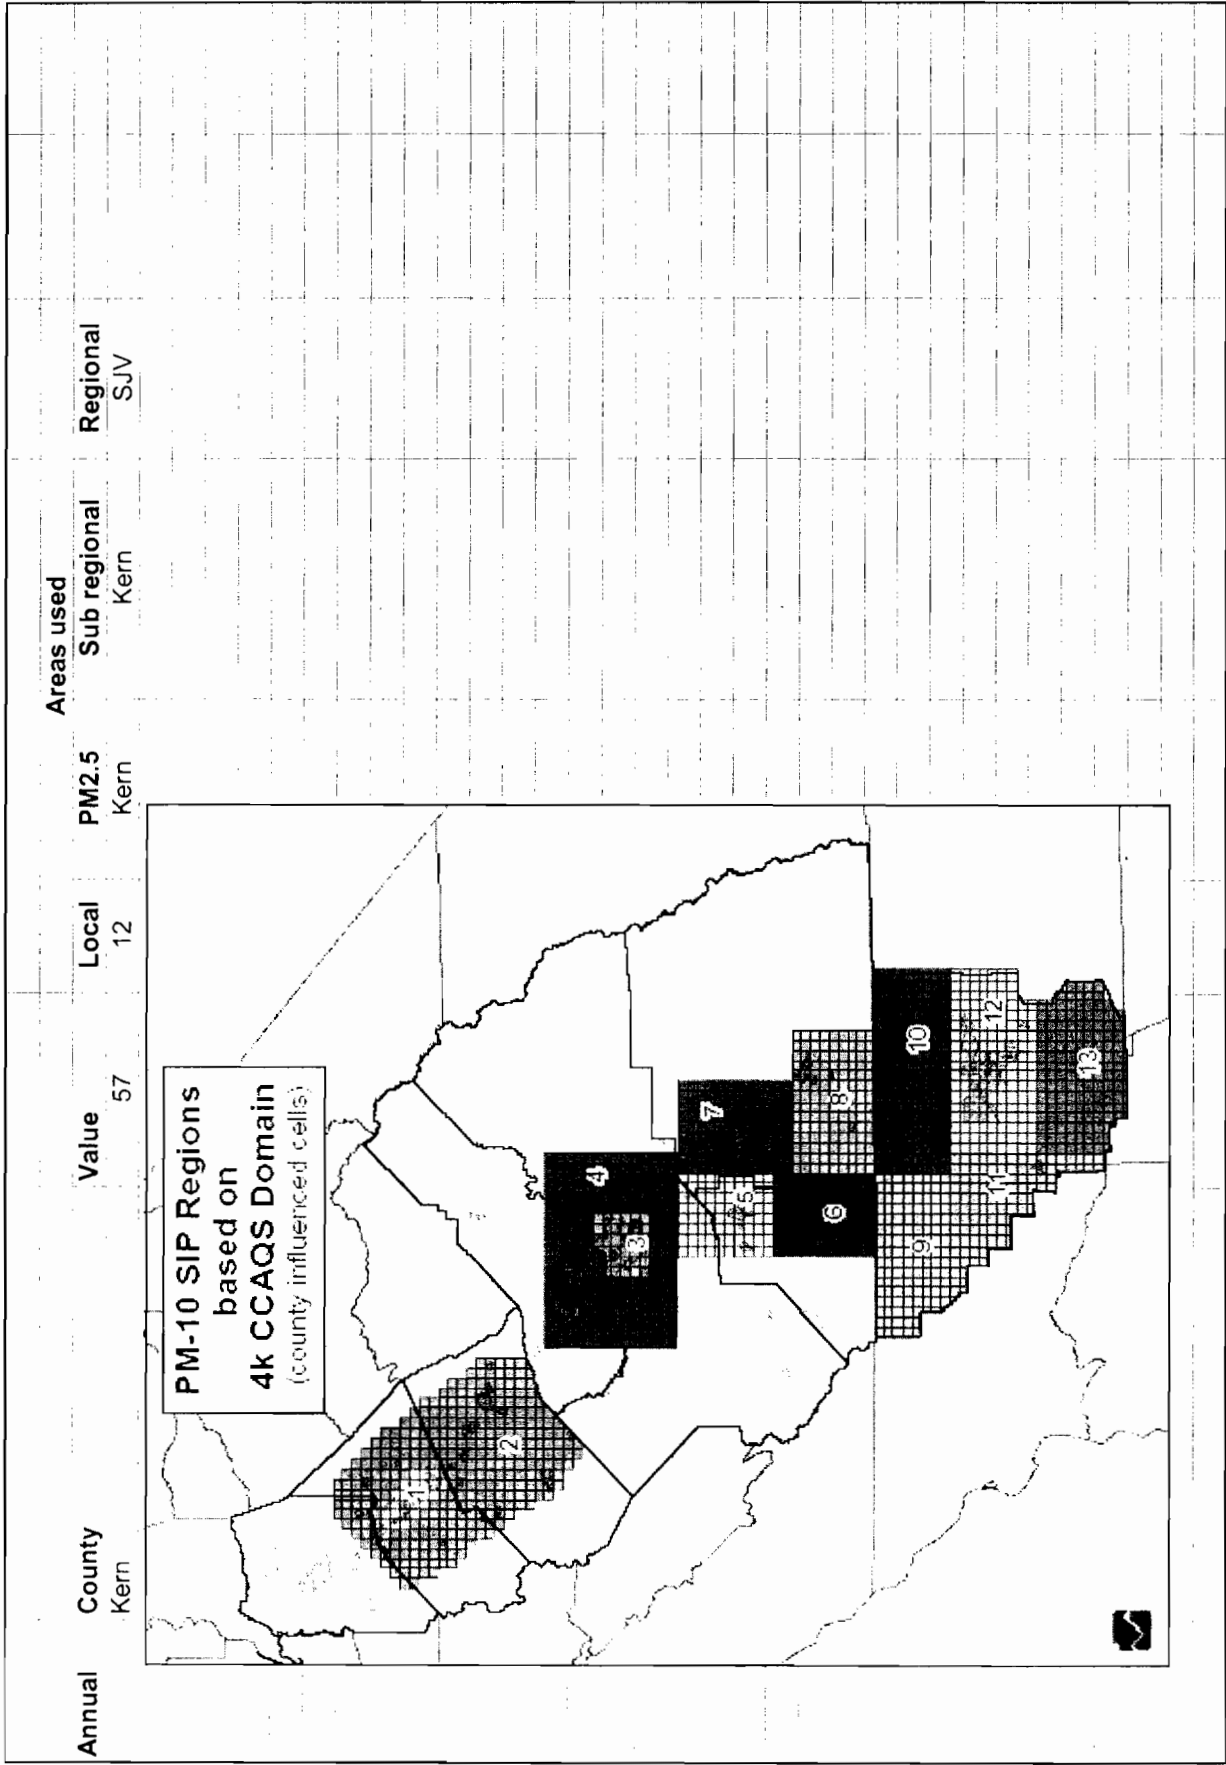 Areas used
Annual County Value Local PM2.5 Sub regional Regional
Kern 57 12 Kern Kern SJV
PM-10 SIP Regions
based on
4k CCAQS Domain
(county influenced cells)
1
2
3
4
5
6
7
8
9
10
11
12
13